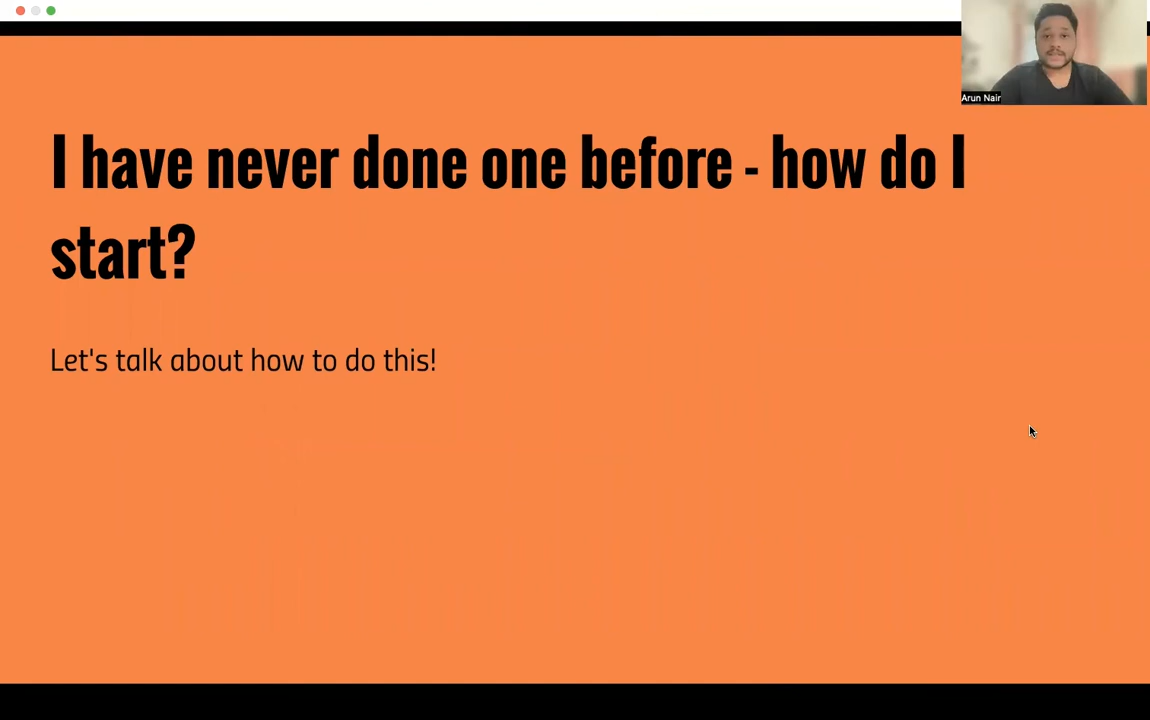 Arun Nair
I have never done one before - how do I
start?
Let's talk about how to do this!